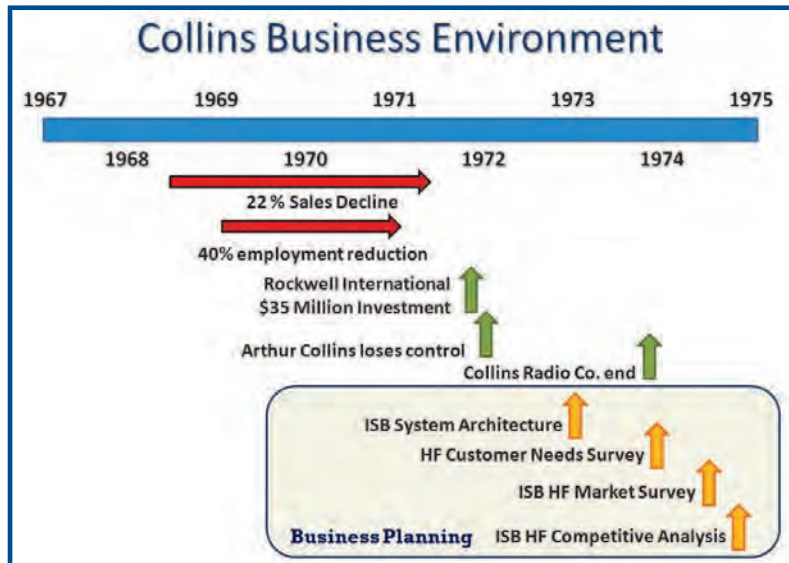 Collins Business Environment
1967 1969 1971 1973 1975
1968 1970 1972 1974
22 % Sales Decline
40% employment reduction
Rockwell International
$35 Million Investment
Arthur Collins loses control
Collins Radio Co. end
ISB System Architecture
HF Customer Needs Survey
ISB HF Market Survey
Business Planning ISB HF Competitive Analysis